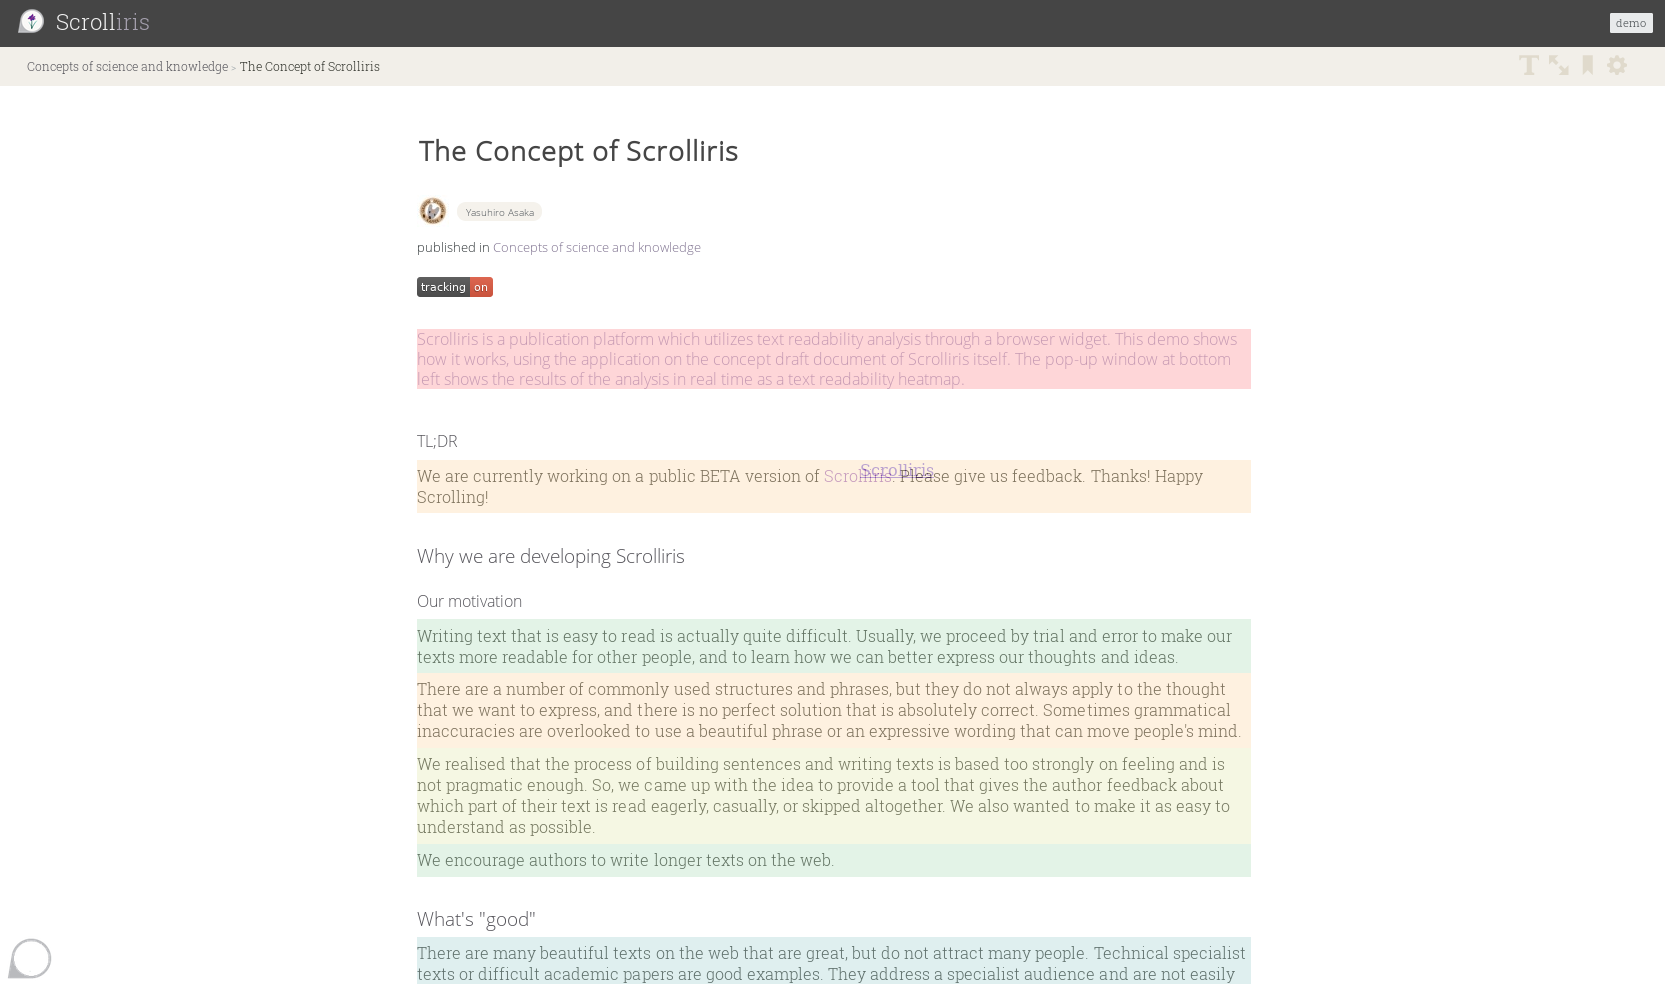 Scrolliris
demo
Concepts of science and knowledge > The Concept of Scrolliris
The Concept of Scrolliris
Yasuhiro Asaka
published in Concepts of science and knowledge
tracking on
Scrolliris is a publication platform which utilizes text readability analysis through a browser widget. This demo shows
how it works, using the application on the concept draft document of Scrolliris itself. The pop-up window at bottom
left shows the results of the analysis in real time as a text readability heatmap.
TL;DR
We are currently working on a public BETA version of Scrolliris. Please give us feedback. Thanks! Happy
Scrolliris
Scrolling!
Why we are developing Scrolliris
Our motivation
Writing text that is easy to read is actually quite difficult. Usually, we proceed by trial and error to make our
texts more readable for other people, and to learn how we can better express our thoughts and ideas.
There are a number of commonly used structures and phrases, but they do not always apply to the thought
that we want to express, and there is no perfect solution that is absolutely correct. Sometimes grammatical
inaccuracies are overlooked to use a beautiful phrase or an expressive wording that can move people's mind.
We realised that the process of building sentences and writing texts is based too strongly on feeling and is
not pragmatic enough. So, we came up with the idea to provide a tool that gives the author feedback about
which part of their text is read eagerly, casually, or skipped altogether. We also wanted to make it as easy to
understand as possible.
We encourage authors to write longer texts on the web.
What's "good"
There are many beautiful texts on the web that are great, but do not attract many people. Technical specialist
texts or difficult academic papers are good examples. They address a specialist audience and are not easily